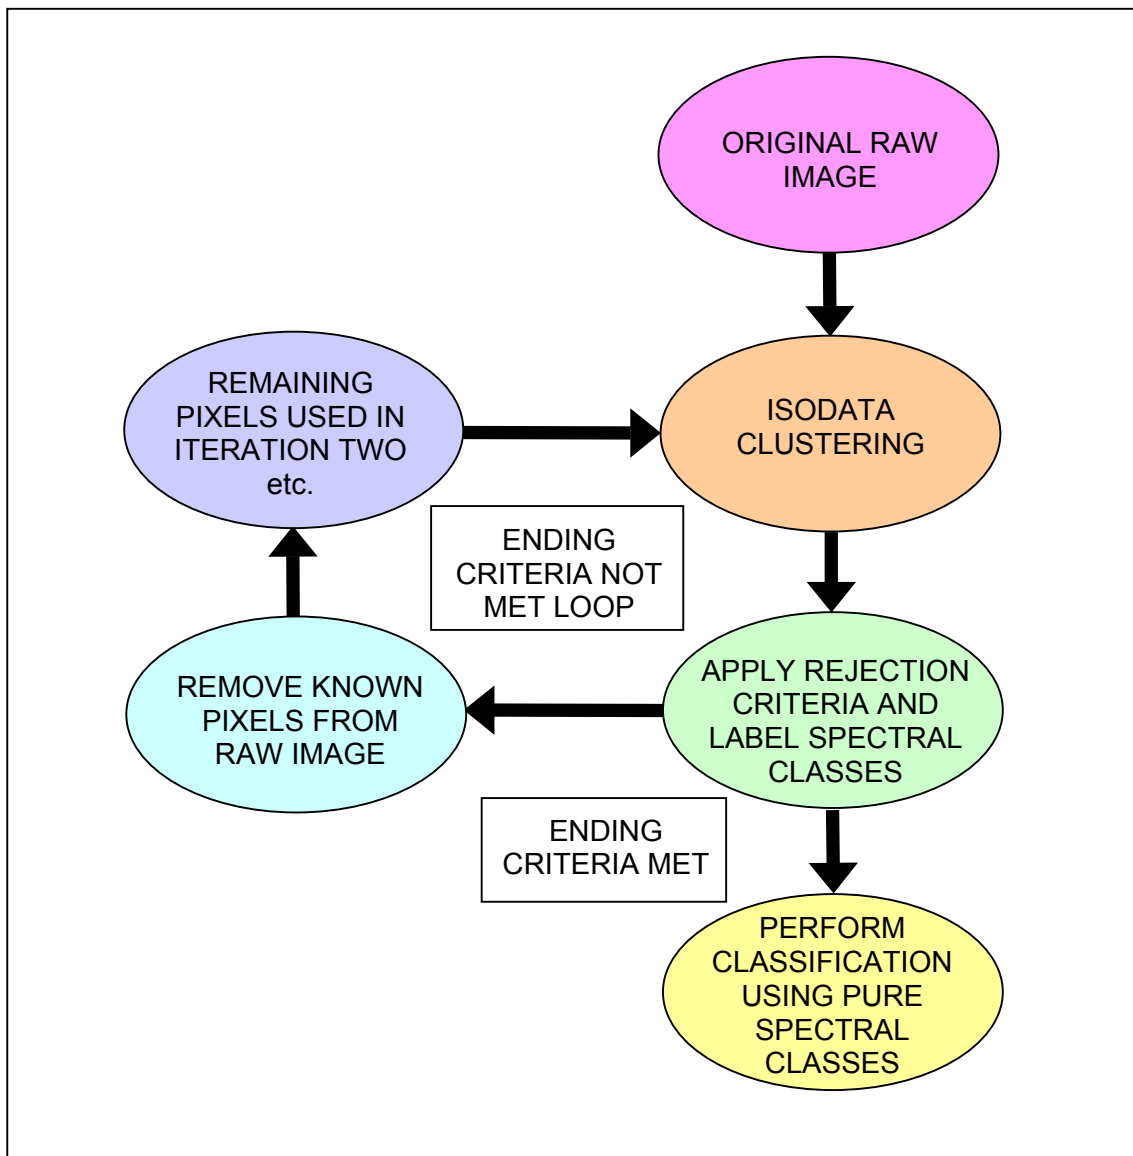 ORIGINAL RAW
IMAGE
REMAINING
PIXELS USED IN
ITERATION TWO
etc.
ISODATA
CLUSTERING
ENDING
CRITERIA NOT
MET LOOP
REMOVE KNOWN
PIXELS FROM
RAW IMAGE
APPLY REJECTION
CRITERIA AND
LABEL SPECTRAL
CLASSES
ENDING
CRITERIA MET
PERFORM
CLASSIFICATION
USING PURE
SPECTRAL
CLASSES